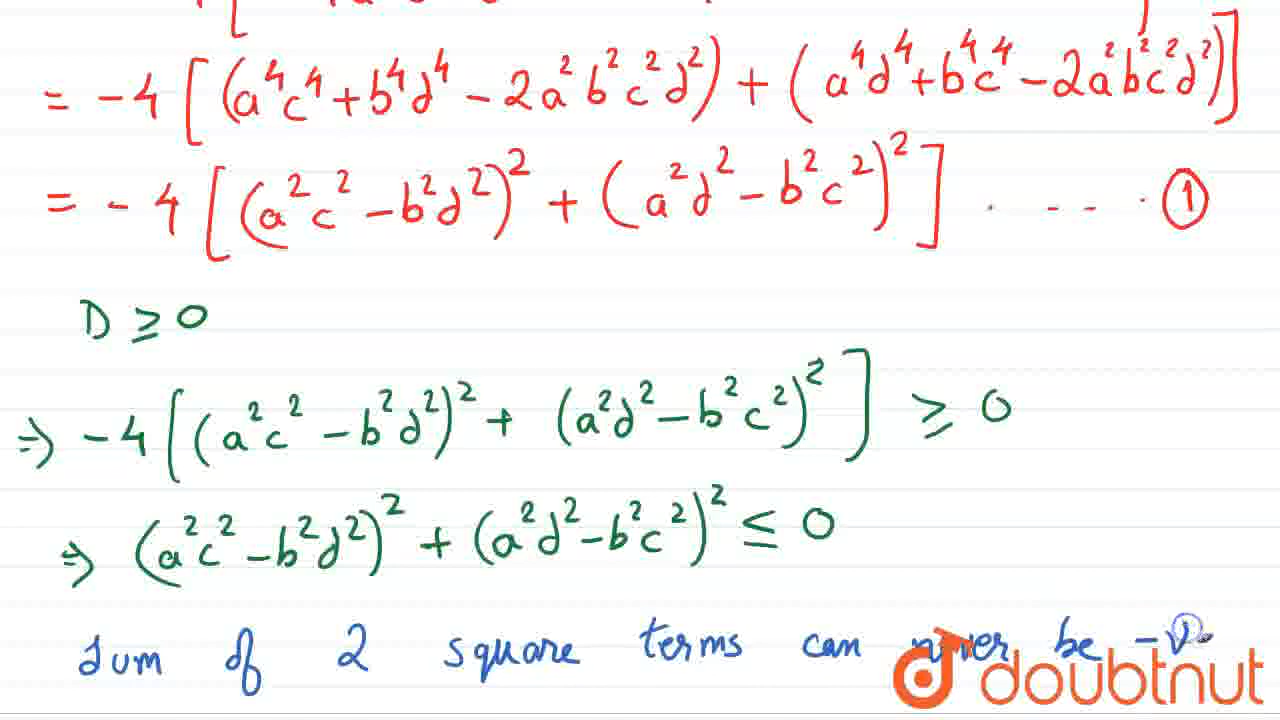 = -4 [(a⁴c⁴ + b⁴d⁴ - 2a²b²c²d²) + (a⁴d⁴ + b⁴c⁴ - 2a²b²c²d²)]
= -4 [(a²c² - b²d²)² + (a²d² - b²c²)²] . - - - . ①
D ≥ 0
⇒ -4 [(a²c² - b²d²)² + (a²d² - b²c²)²] ≥ 0
⇒ (a²c² - b²d²)² + (a²d² - b²c²)² ≤ 0
Sum of 2 square terms can never be -v
doubtnut